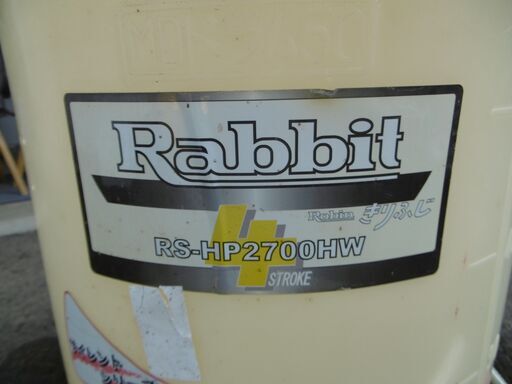 Rabbit
Robin きりふじ
RS-HP2700HW
4
STROKE